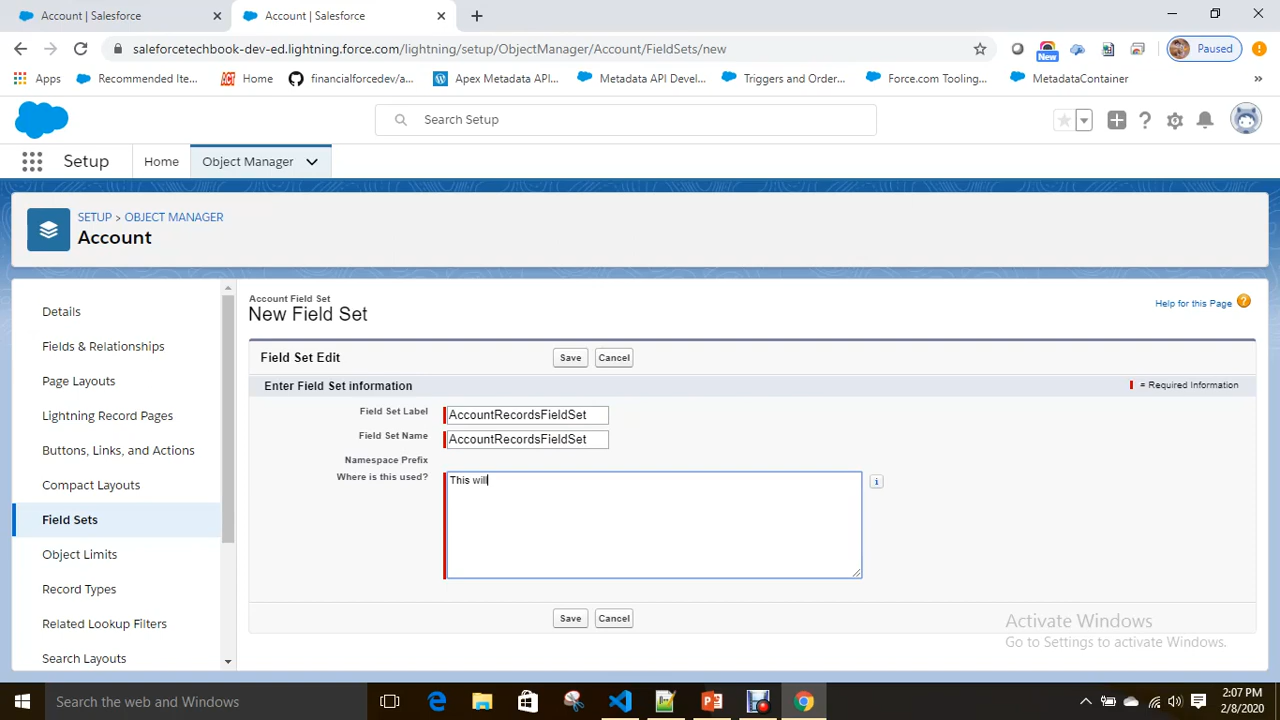 Account | Salesforce
Account | Salesforce
saleforcetechbook-dev-ed.lightning.force.com/lightning/setup/ObjectManager/Account/FieldSets/new
New
Paused
Apps
Recommended Ite...
ACT
Home
financialforcedev/a...
Apex Metadata API...
Metadata API Devel...
Triggers and Order...
Force.com Tooling...
MetadataContainer
»
Search Setup
Setup
Home
Object Manager
SETUP > OBJECT MANAGER
Account
Details
Fields & Relationships
Page Layouts
Lightning Record Pages
Buttons, Links, and Actions
Compact Layouts
Field Sets
Object Limits
Record Types
Related Lookup Filters
Search Layouts
Account Field Set
New Field Set
Help for this Page ?
Field Set Edit
Save
Cancel
Enter Field Set information
= Required Information
Field Set Label
AccountRecordsFieldSet
Field Set Name
AccountRecordsFieldSet
Namespace Prefix
Where is this used?
This will
i
Save
Cancel
Activate Windows
Go to Settings to activate Windows.
Search the web and Windows
2:07 PM
2/8/2020